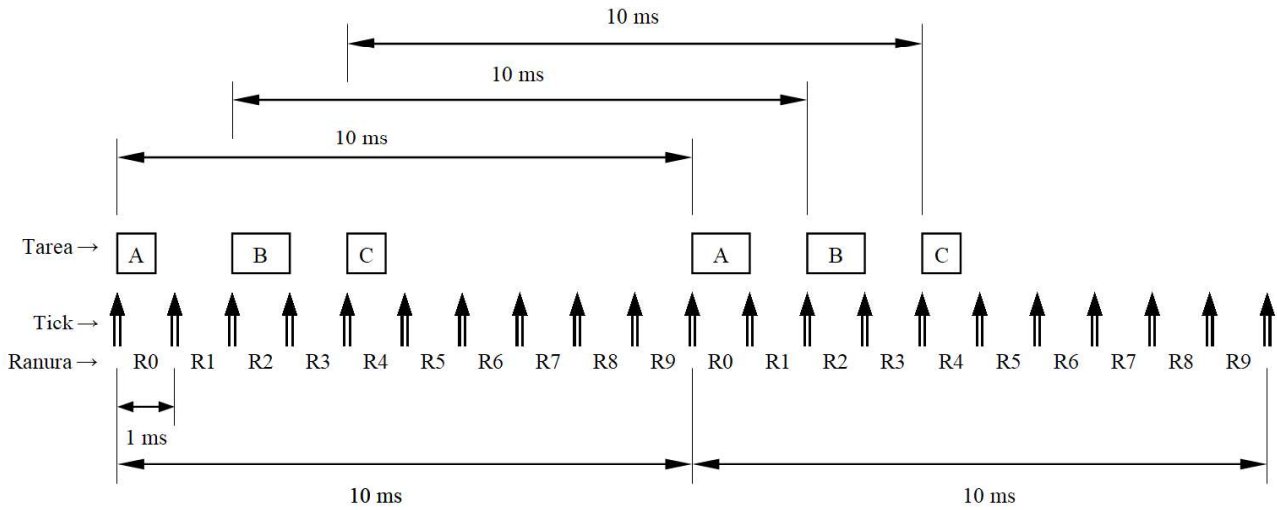 10 ms
10 ms
10 ms
Tarea → A B C A B C
Tick →
Ranura → R0 R1 R2 R3 R4 R5 R6 R7 R8 R9 R0 R1 R2 R3 R4 R5 R6 R7 R8 R9
1 ms
10 ms 10 ms